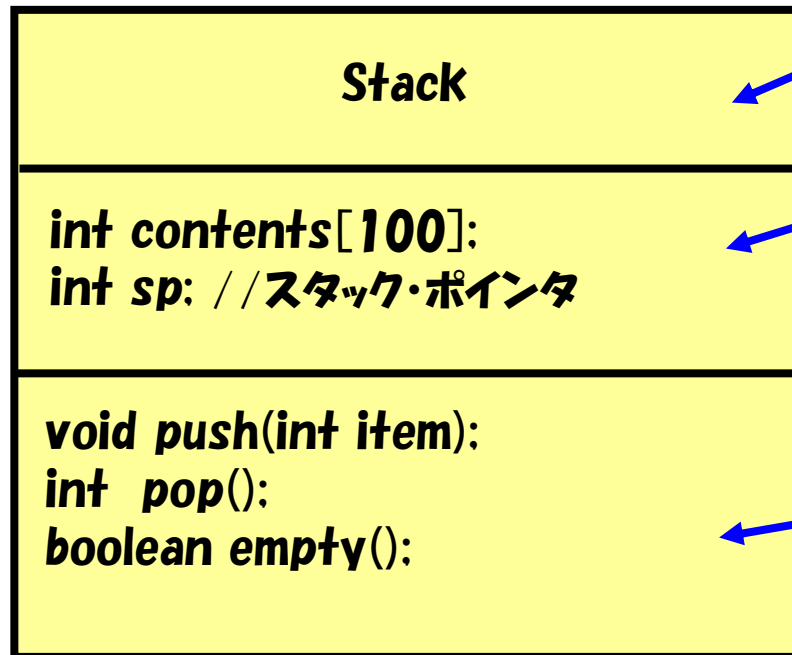 Stack
int contents[100];
int sp; //スタック・ポインタ
void push(int item);
int pop();
boolean empty();